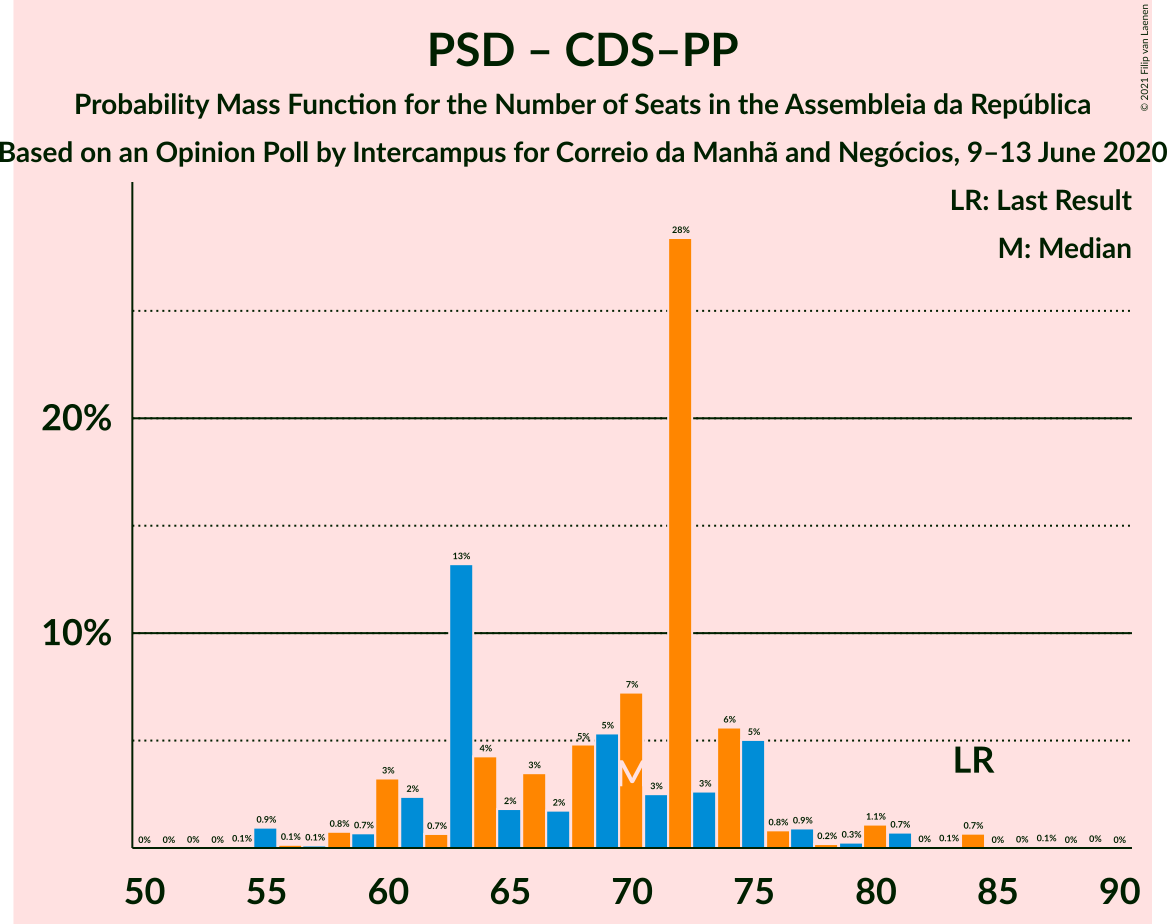 PSD – CDS–PP
Probability Mass Function for the Number of Seats in the Assembleia da República
Based on an Opinion Poll by Intercampus for Correio da Manhã and Negócios, 9–13 June 2020
© 2021 Filip van Laenen
LR: Last Result
M: Median
20%
10%
0% 0% 0% 0% 0.1% 0.9% 0.1% 0.1% 0.8% 0.7% 3% 2% 0.7% 13% 4% 2% 3% 2% 5% 5% 7% 3% 28% 3% 6% 5% 0.8% 0.9% 0.2% 0.3% 1.1% 0.7% 0% 0.1% 0.7% 0% 0% 0.1% 0% 0% 0%
M
LR
50 55 60 65 70 75 80 85 90